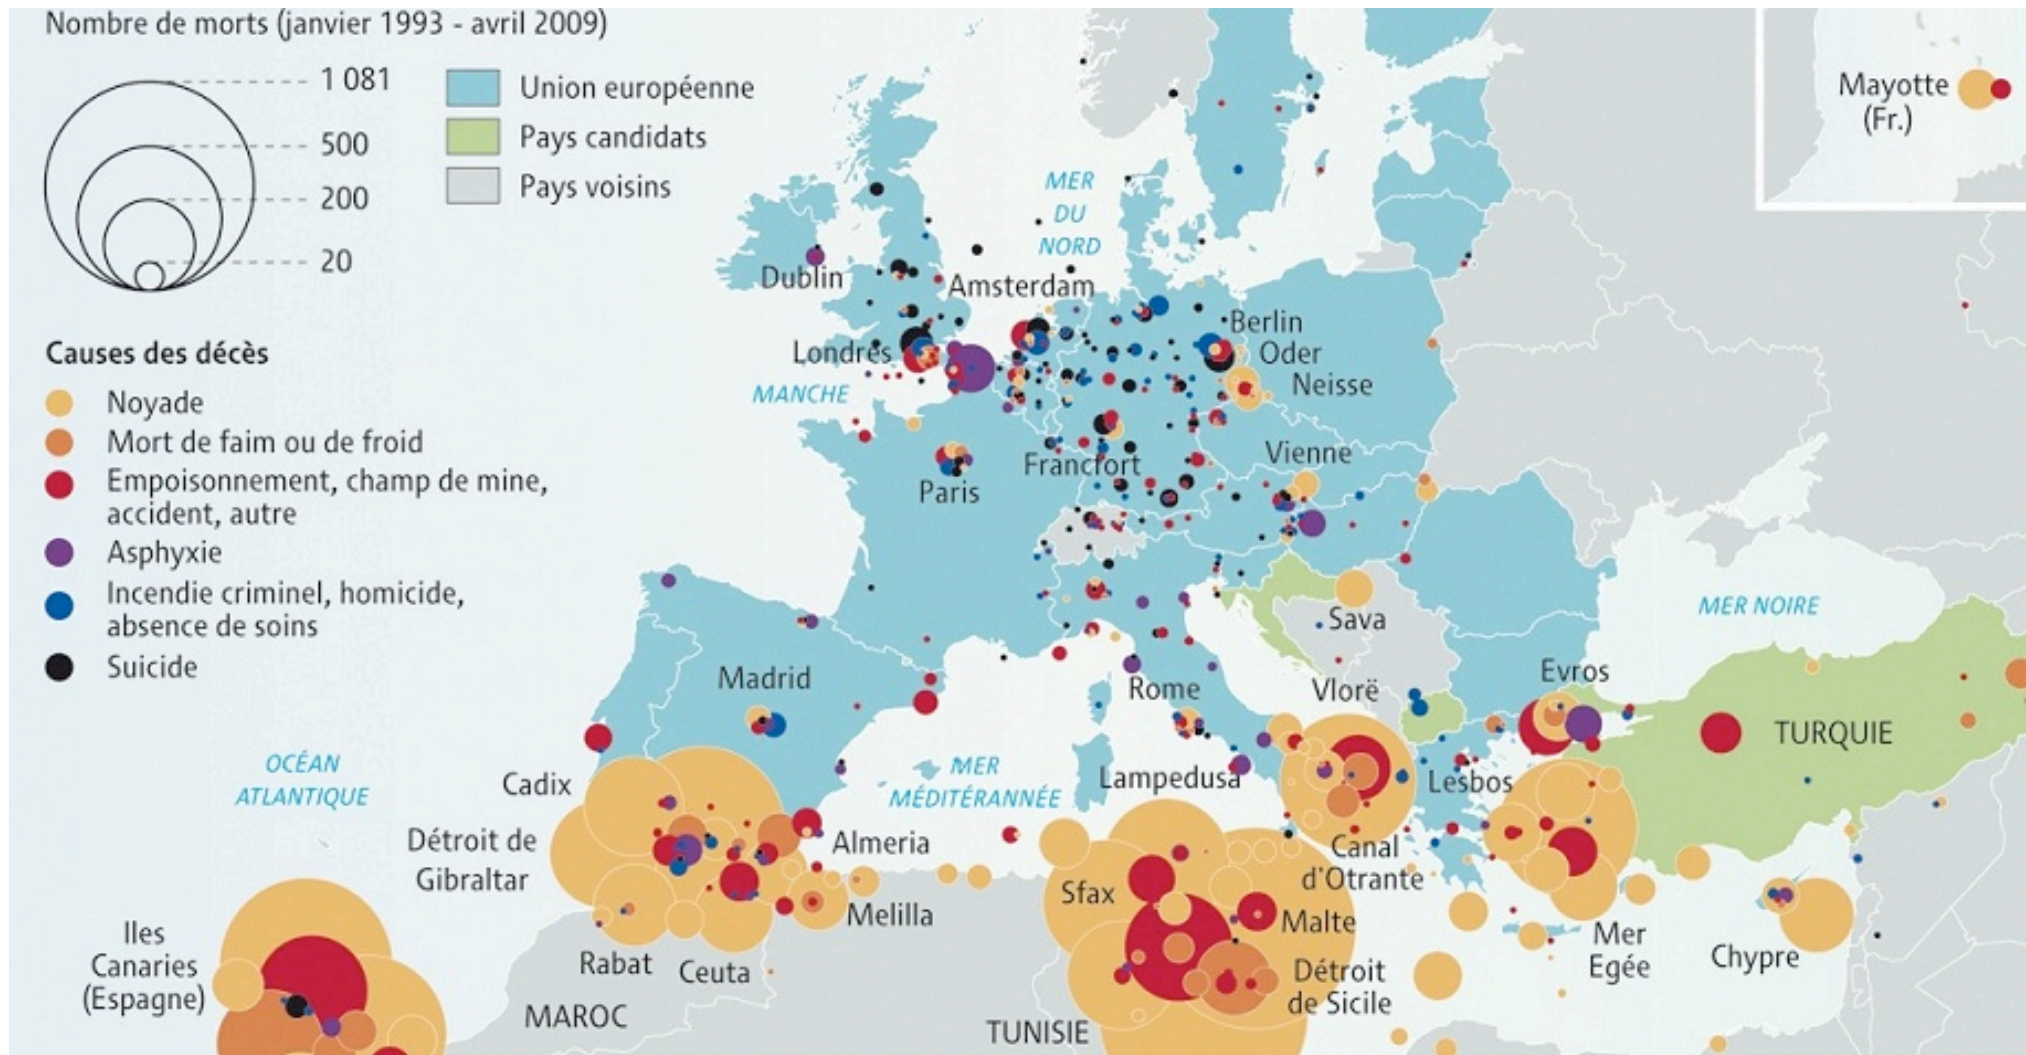 Nombre de morts (janvier 1993 - avril 2009)
1 081
500
200
20
Union européenne
Pays candidats
Pays voisins
Causes des décès
Noyade
Mort de faim ou de froid
Empoisonnement, champ de mine,
accident, autre
Asphyxie
Incendie criminel, homicide,
absence de soins
Suicide
Mayotte
(Fr.)
MER
DU
NORD
Dublin
Amsterdam
Londres
Berlin
Oder
Neisse
MANCHE
Vienne
Francfort
Paris
MER NOIRE
Sava
Madrid
Rome
Vlorë
Evros
TURQUIE
OCÉAN
ATLANTIQUE
Cadix
MER
MÉDITÉRANNÉE
Lampedusa
Lesbos
Détroit de
Gibraltar
Almeria
Canal
d'Otrante
Sfax
Melilla
Malte
Iles
Canaries
(Espagne)
Rabat
Ceuta
Mer
Egée
Chypre
Détroit
de Sicile
MAROC
TUNISIE